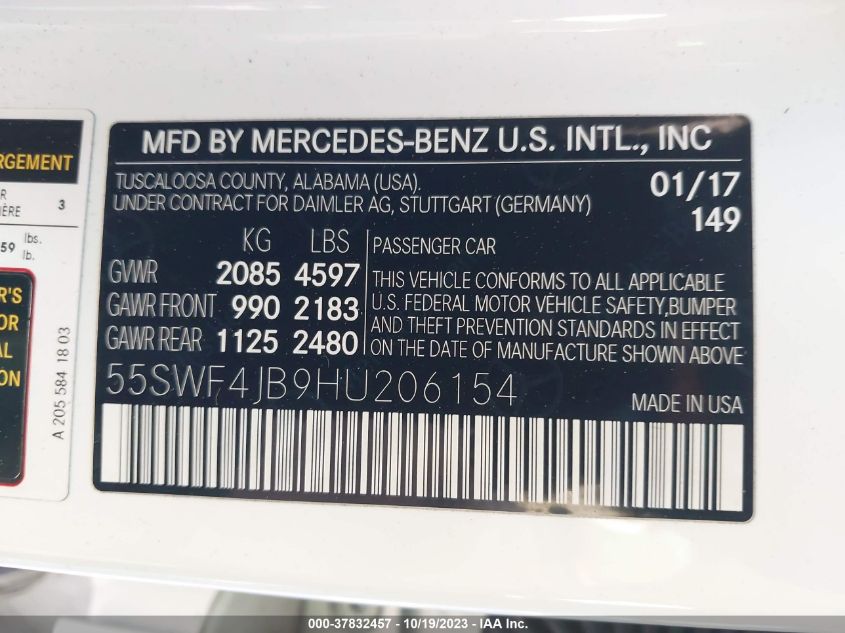 RGEMENT
3
59 lbs.
lb.
A 205 584 18 03
MFD BY MERCEDES-BENZ U.S. INTL., INC
TUSCALOOSA COUNTY, ALABAMA (USA).
UNDER CONTRACT FOR DAIMLER AG, STUTTGART (GERMANY)
01/17
149
KG LBS
GVWR 2085 4597
GAWR FRONT 990 2183
GAWR REAR 1125 2480
PASSENGER CAR
THIS VEHICLE CONFORMS TO ALL APPLICABLE
U.S. FEDERAL MOTOR VEHICLE SAFETY,BUMPER
AND THEFT PREVENTION STANDARDS IN EFFECT
ON THE DATE OF MANUFACTURE SHOWN ABOVE
55SWF4JB9HU206154
MADE IN USA
000-37832457 - 10/19/2023 - IAA Inc.